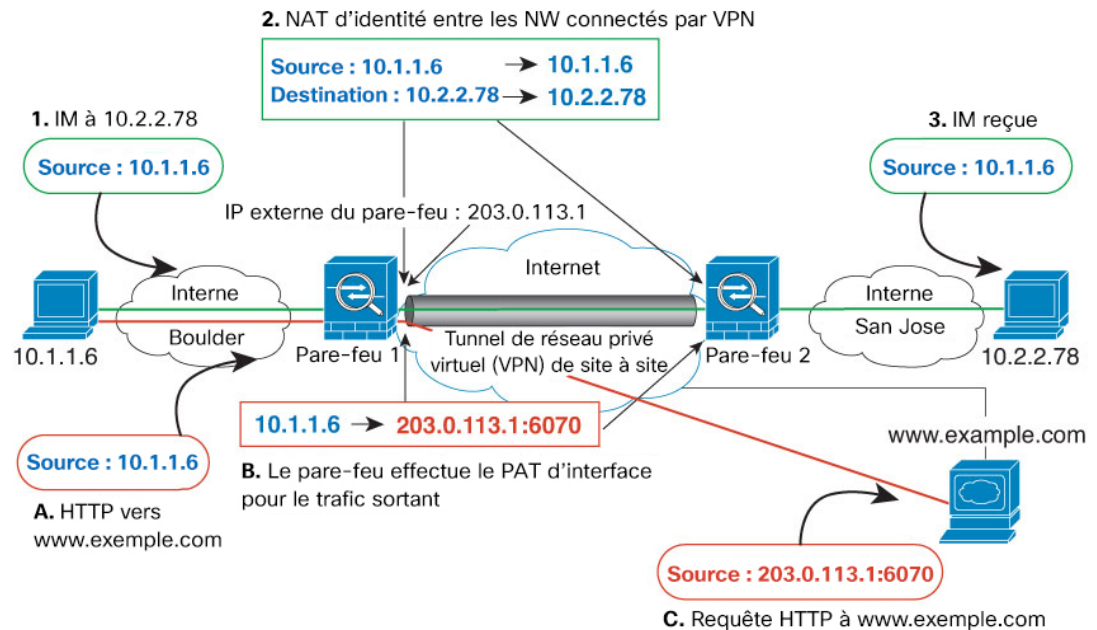 2. NAT d’identité entre les NW connectés par VPN
Source : 10.1.1.6 → 10.1.1.6
Destination : 10.2.2.78 → 10.2.2.78
1. IM à 10.2.2.78
Source : 10.1.1.6
3. IM reçue
Source : 10.1.1.6
IP externe du pare-feu : 203.0.113.1
Internet
Interne
Boulder
Interne
San Jose
10.1.1.6
Pare-feu 1
Tunnel de réseau privé
virtuel (VPN) de site à site
Pare-feu 2
10.2.2.78
10.1.1.6 → 203.0.113.1:6070
www.example.com
Source : 10.1.1.6
B. Le pare-feu effectue le PAT d’interface
pour le trafic sortant
A. HTTP vers
www.exemple.com
Source : 203.0.113.1:6070
C. Requête HTTP à www.exemple.com